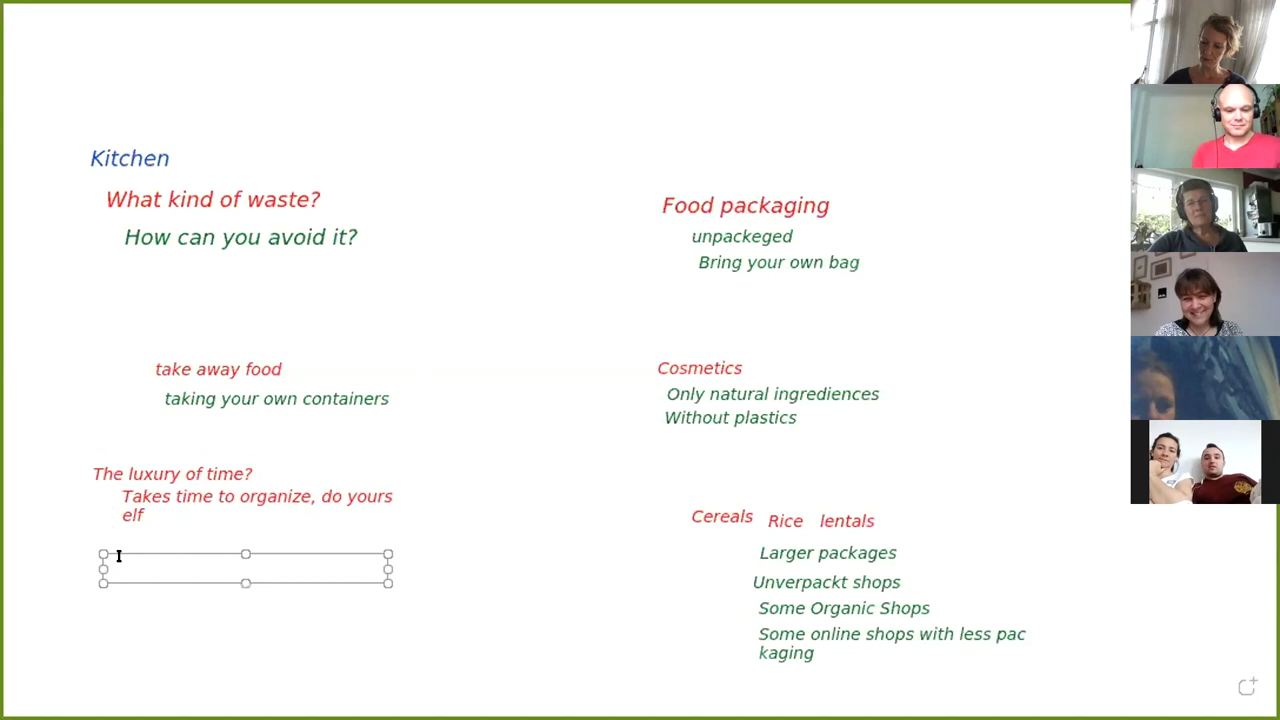 Kitchen
What kind of waste?
How can you avoid it?
take away food
taking your own containers
The luxury of time?
Takes time to organize, do yours
elf
Food packaging
unpackeged
Bring your own bag
Cosmetics
Only natural ingrediences
Without plastics
Cereals Rice lentals
Larger packages
Unverpackt shops
Some Organic Shops
Some online shops with less pac
kaging